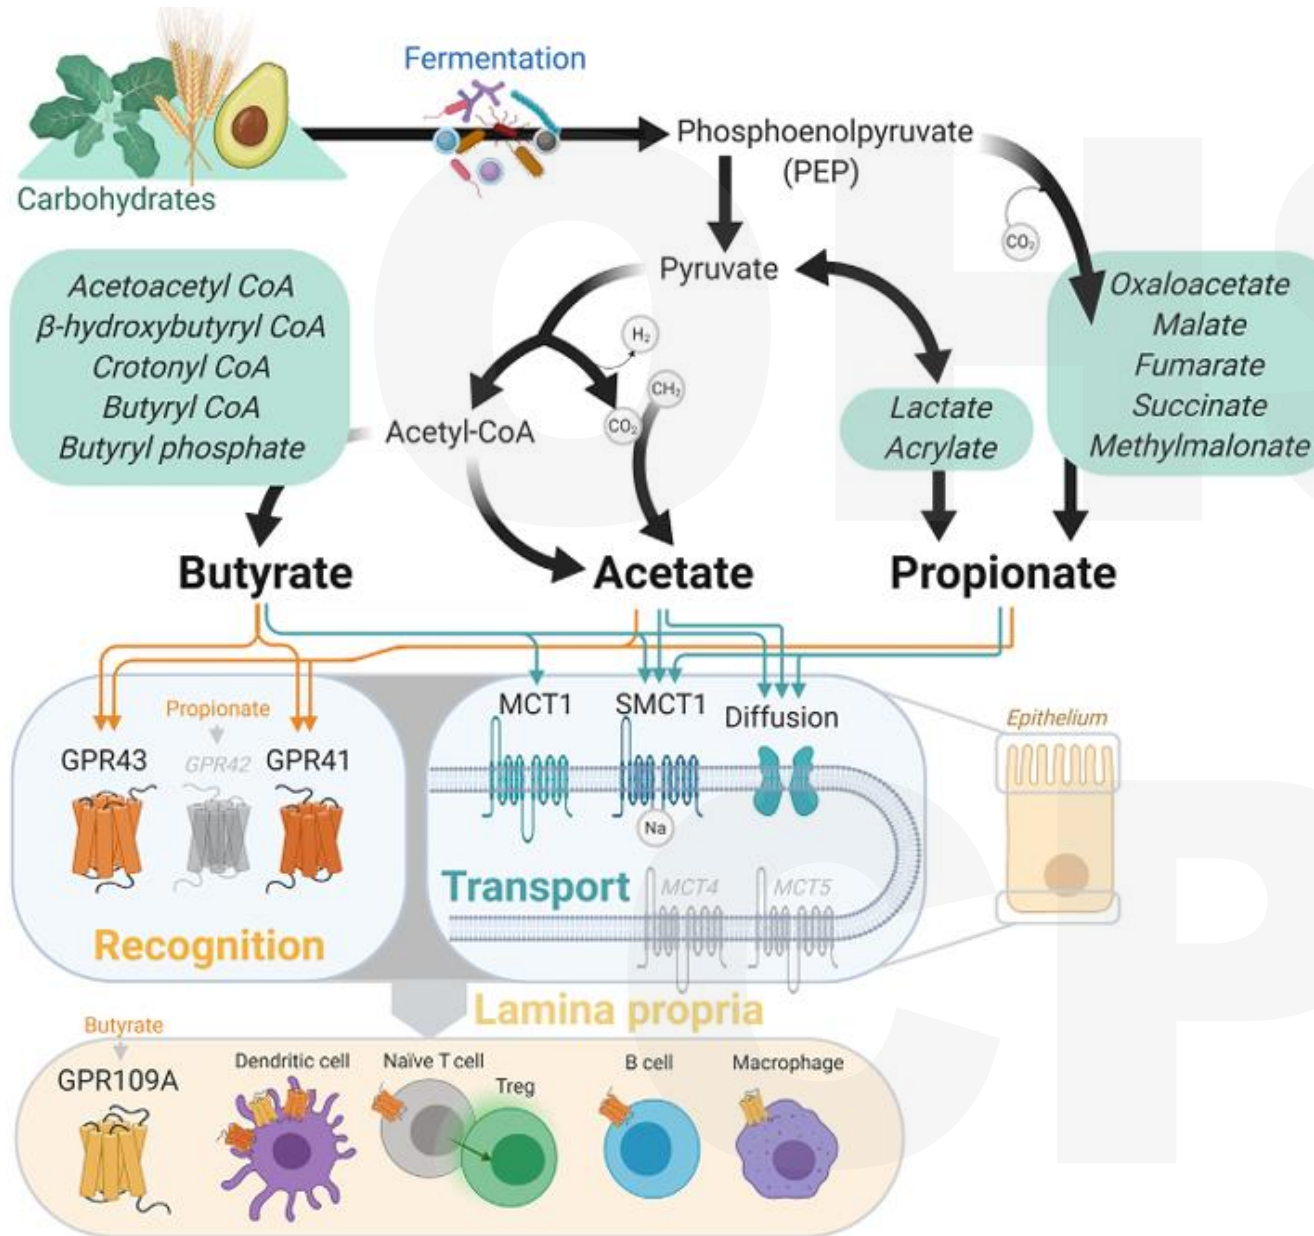 Fermentation
Carbohydrates
Phosphoenolpyruvate
(PEP)
CO₂
Pyruvate
Acetoacetyl CoA
β-hydroxybutyryl CoA
Crotonyl CoA
Butyryl CoA
Butyryl phosphate
H₂
CH₂
CO₂
Acetyl-CoA
Lactate
Acrylate
Oxaloacetate
Malate
Fumarate
Succinate
Methylmalonate
Butyrate
Acetate
Propionate
Propionate
GPR43
GPR42
GPR41
Recognition
MCT1
SMCT1
Diffusion
Na
Transport
MCT4
MCT5
Epithelium
Lamina propria
Butyrate
GPR109A
Dendritic cell
Naïve T cell
Treg
B cell
Macrophage